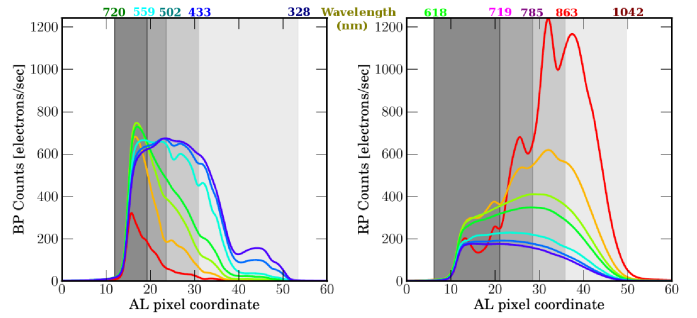 720 559 502 433 328 Wavelength (nm) 618 719 785 863 1042
1200
1000
800
600
400
200
0
BP Counts [electrons/sec]
0 10 20 30 40 50 60
AL pixel coordinate
1200
1000
800
600
400
200
0
RP Counts [electrons/sec]
0 10 20 30 40 50 60
AL pixel coordinate